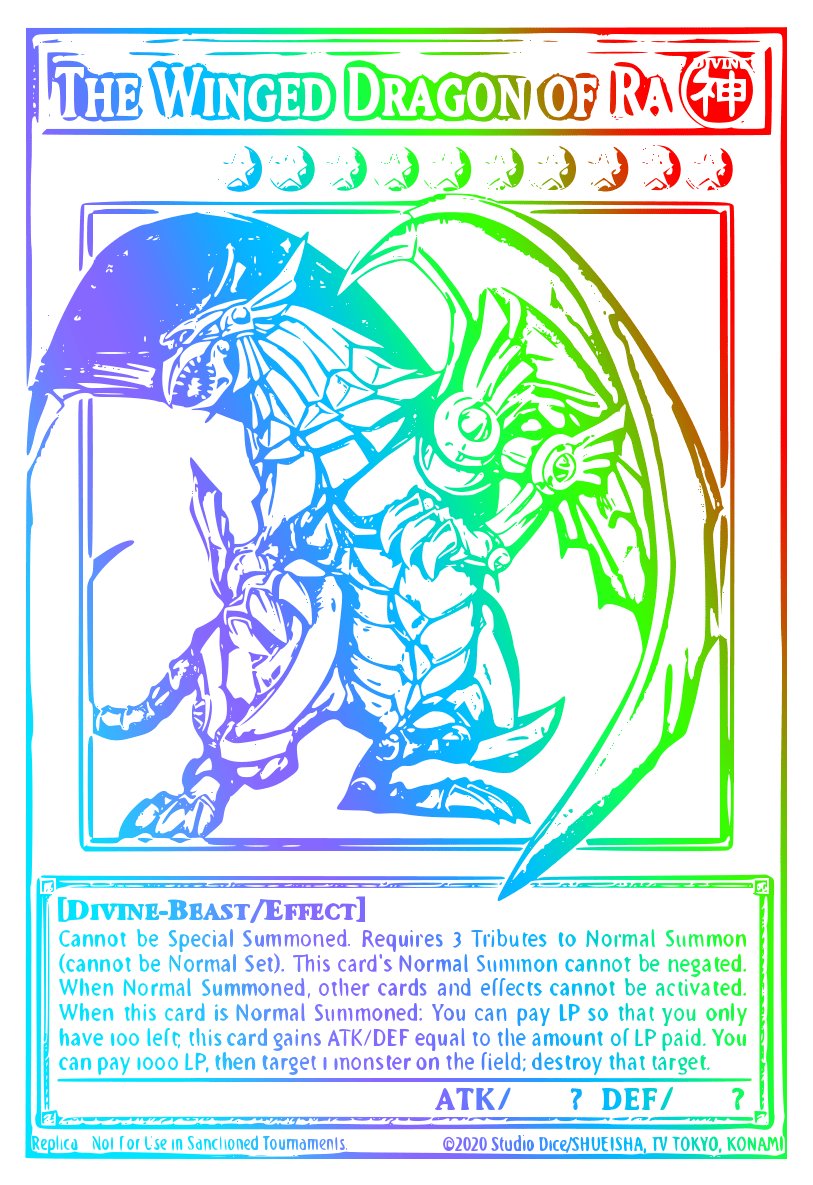 THE WINGED DRAGON OF RA
DIVINE
神
[DIVINE-BEAST/EFFECT]
Cannot be Special Summoned. Requires 3 Tributes to Normal Summon
(cannot be Normal Set). This card's Normal Summon cannot be negated.
When Normal Summoned, other cards and effects cannot be activated.
When this card is Normal Summoned: You can pay LP so that you only
have 100 left; this card gains ATK/DEF equal to the amount of LP paid. You
can pay 1000 LP, then target 1 monster on the field; destroy that target.
ATK/ ? DEF/ ?
Replica Not For Use in Sanctioned Tournaments.
©2020 Studio Dice/SHUEISHA, TV TOKYO, KONAMI